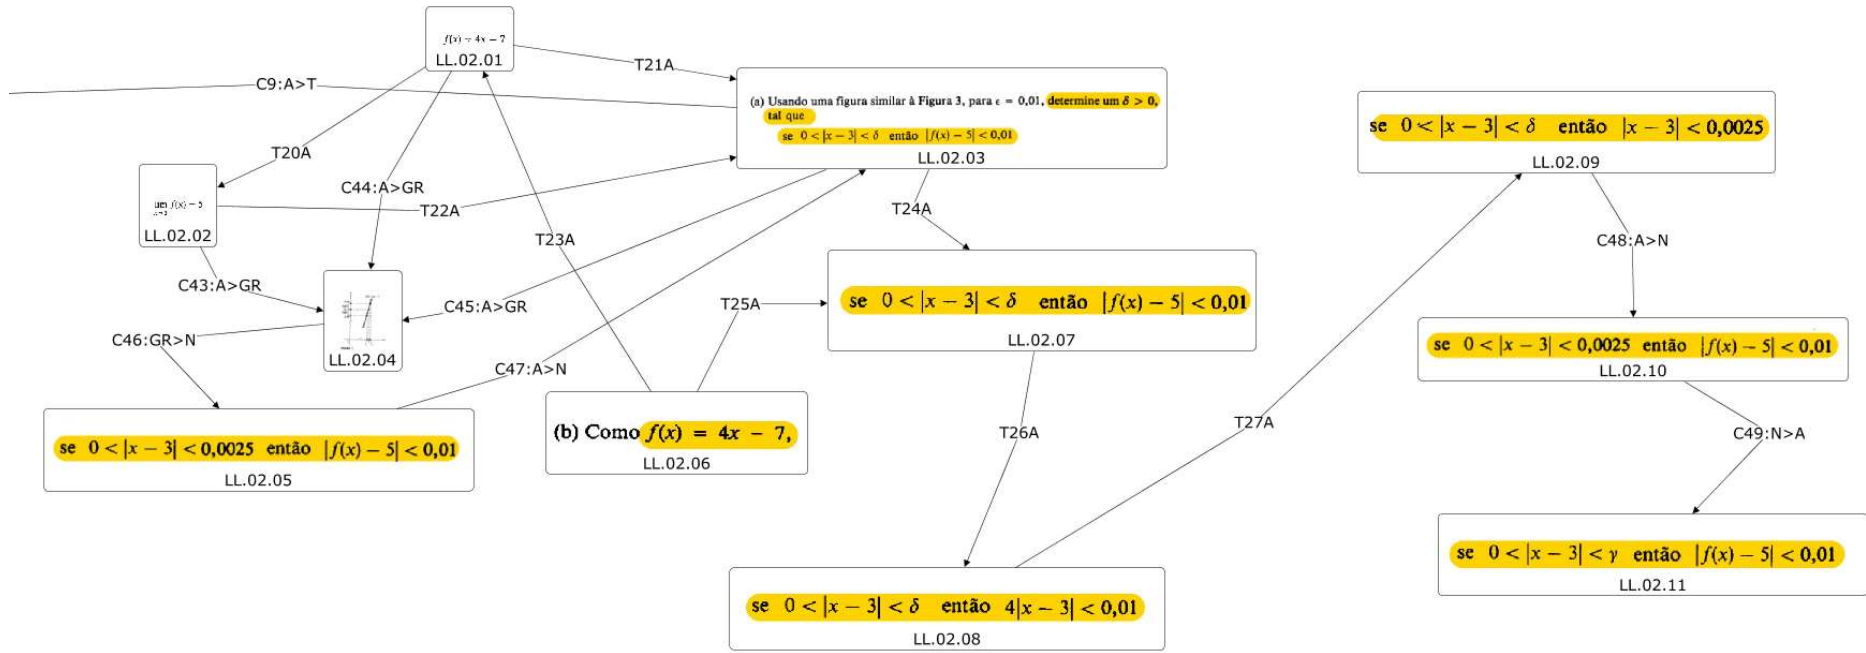 f(x) = 4x − 7
LL.02.01
T21A
C9:A>T
(a) Usando uma figura similar à Figura 3, para ϵ = 0,01, determine um δ > 0,
tal que
se 0 < |x − 3| < δ então |f(x) − 5| < 0,01
LL.02.03
se 0 < |x − 3| < δ então |x − 3| < 0,0025
LL.02.09
T20A
C44:A>GR
T22A
T24A
lim f(x) = 5
LL.02.02
T23A
C48:A>N
C43:A>GR
C45:A>GR
T25A
se 0 < |x − 3| < δ então |f(x) − 5| < 0,01
LL.02.07
C46:GR>N
LL.02.04
C47:A>N
se 0 < |x − 3| < 0,0025 então |f(x) − 5| < 0,01
LL.02.10
T27A
T26A
C49:N>A
(b) Como f(x) = 4x − 7,
LL.02.06
se 0 < |x − 3| < 0,0025 então |f(x) − 5| < 0,01
LL.02.05
se 0 < |x − 3| < γ então |f(x) − 5| < 0,01
LL.02.11
se 0 < |x − 3| < δ então 4|x − 3| < 0,01
LL.02.08